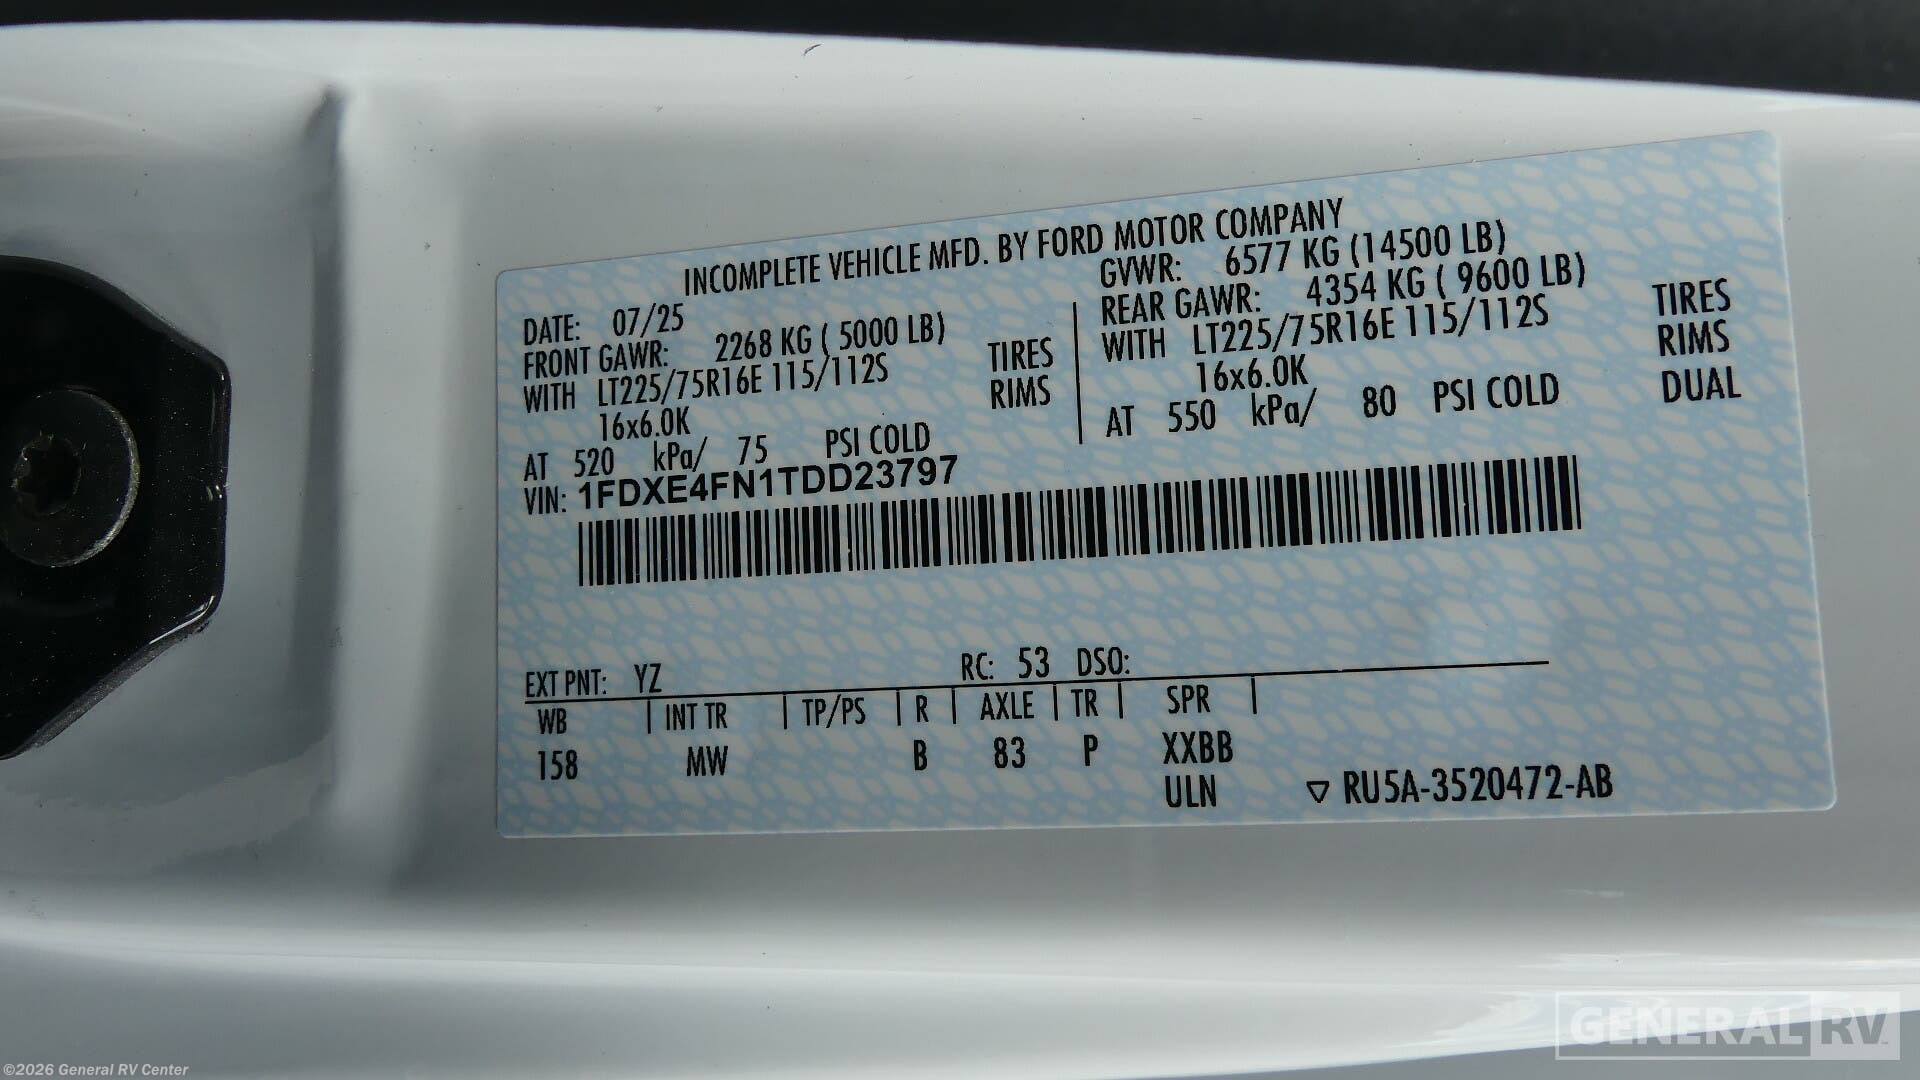 INCOMPLETE VEHICLE MFD. BY FORD MOTOR COMPANY
DATE: 07/25
FRONT GAWR: 2268 KG ( 5000 LB)
WITH LT225/75R16E 115/112S TIRES
16x6.0K RIMS
AT 520 kPa/ 75 PSI COLD
GVWR: 6577 KG (14500 LB)
REAR GAWR: 4354 KG ( 9600 LB)
WITH LT225/75R16E 115/112S TIRES
16x6.0K RIMS
AT 550 kPa/ 80 PSI COLD DUAL
VIN: 1FDXE4FN1TDD23797
EXT PNT: YZ RC: 53 DSO:
WB | INT TR | TP/PS | R | AXLE | TR | SPR |
158 MW B 83 P XXBB
ULN ▽ RU5A-3520472-AB
GENERAL RV
©2026 General RV Center